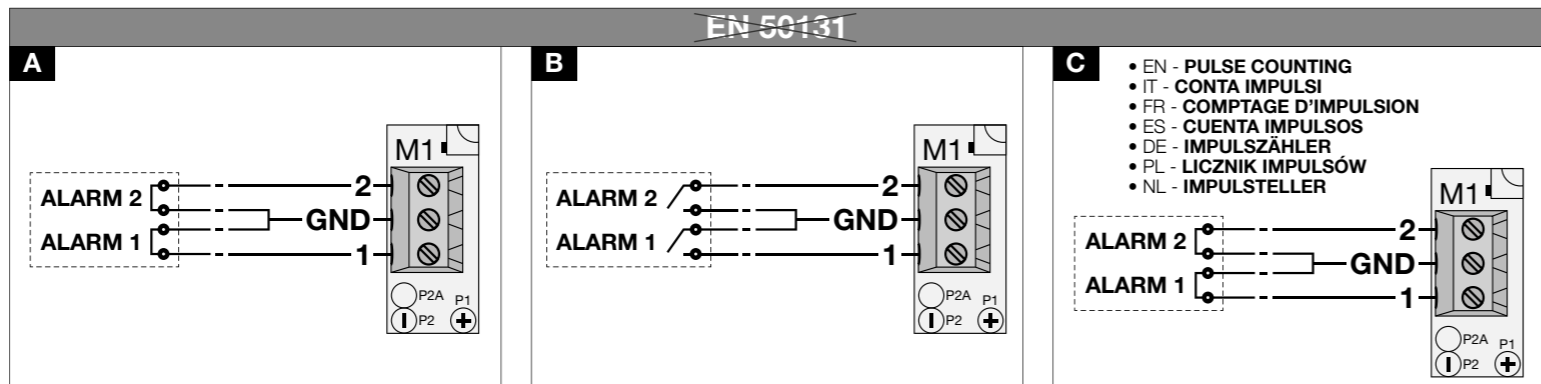 EN 50131
A
M1
ALARM 2
2
GND
ALARM 1
1
P2A P1
P2
B
M1
ALARM 2
2
GND
ALARM 1
1
P2A P1
P2
C
• EN - PULSE COUNTING
• IT - CONTA IMPULSI
• FR - COMPTAGE D'IMPULSION
• ES - CUENTA IMPULSOS
• DE - IMPULSZÄHLER
• PL - LICZNIK IMPULSÓW
• NL - IMPULSTELLER
M1
ALARM 2
2
GND
ALARM 1
1
P2A P1
P2